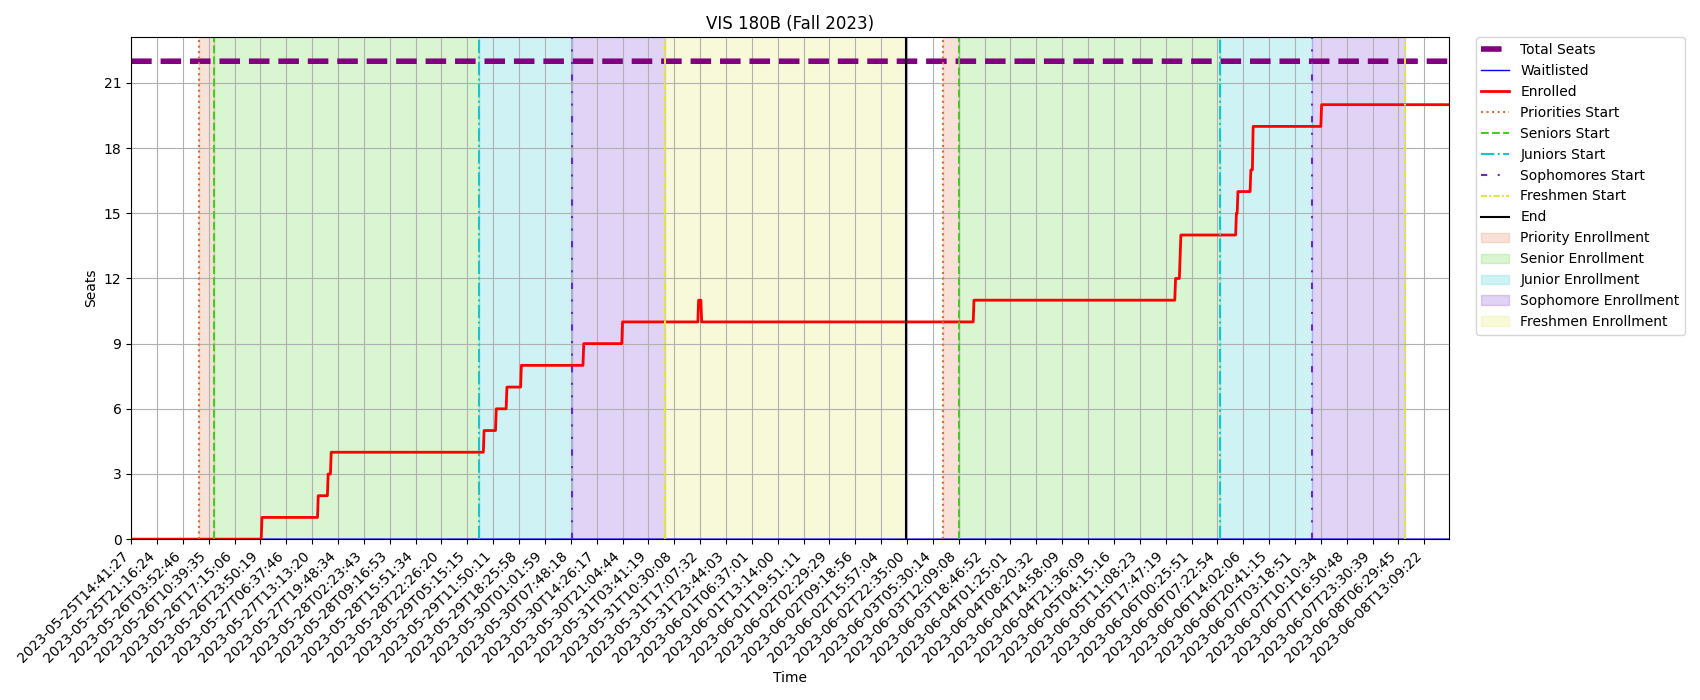 VIS 180B (Fall 2023)
Seats
21
18
15
12
9
6
3
0
2023-05-25T14:41:27
2023-05-25T21:16:24
2023-05-26T03:52:46
2023-05-26T10:39:35
2023-05-26T17:15:06
2023-05-26T23:50:19
2023-05-27T06:37:46
2023-05-27T13:13:20
2023-05-27T19:48:34
2023-05-28T02:23:43
2023-05-28T09:16:53
2023-05-28T15:51:34
2023-05-28T22:26:20
2023-05-29T05:15:15
2023-05-29T11:50:11
2023-05-29T18:25:58
2023-05-30T01:01:59
2023-05-30T07:48:18
2023-05-30T14:26:17
2023-05-30T21:04:44
2023-05-31T03:41:19
2023-05-31T10:30:08
2023-05-31T17:07:32
2023-05-31T23:44:03
2023-06-01T06:37:01
2023-06-01T13:14:00
2023-06-01T19:51:11
2023-06-02T02:29:29
2023-06-02T09:18:56
2023-06-02T15:57:04
2023-06-02T22:35:00
2023-06-03T05:30:14
2023-06-03T12:09:08
2023-06-03T18:46:52
2023-06-04T01:25:01
2023-06-04T08:20:32
2023-06-04T14:58:09
2023-06-04T21:36:09
2023-06-05T04:15:16
2023-06-05T11:08:23
2023-06-05T17:47:19
2023-06-06T00:25:51
2023-06-06T07:22:54
2023-06-06T14:02:06
2023-06-06T20:41:15
2023-06-07T03:18:51
2023-06-07T10:10:34
2023-06-07T16:50:48
2023-06-07T23:30:39
2023-06-08T06:29:45
2023-06-08T13:09:22
Time
Total Seats
Waitlisted
Enrolled
Priorities Start
Seniors Start
Juniors Start
Sophomores Start
Freshmen Start
End
Priority Enrollment
Senior Enrollment
Junior Enrollment
Sophomore Enrollment
Freshmen Enrollment